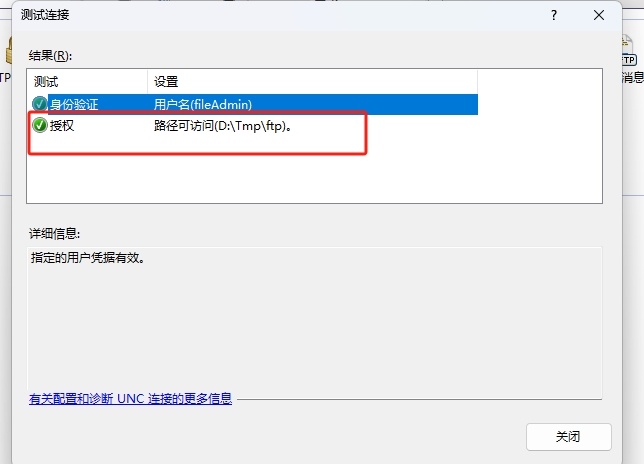 测试连接
?
结果(R):
测试 设置
身份验证 用户名(fileAdmin)
授权 路径可访问(D:\Tmp\ftp)。
详细信息:
指定的用户凭据有效。
有关配置和诊断 UNC 连接的更多信息
关闭
TP
消息